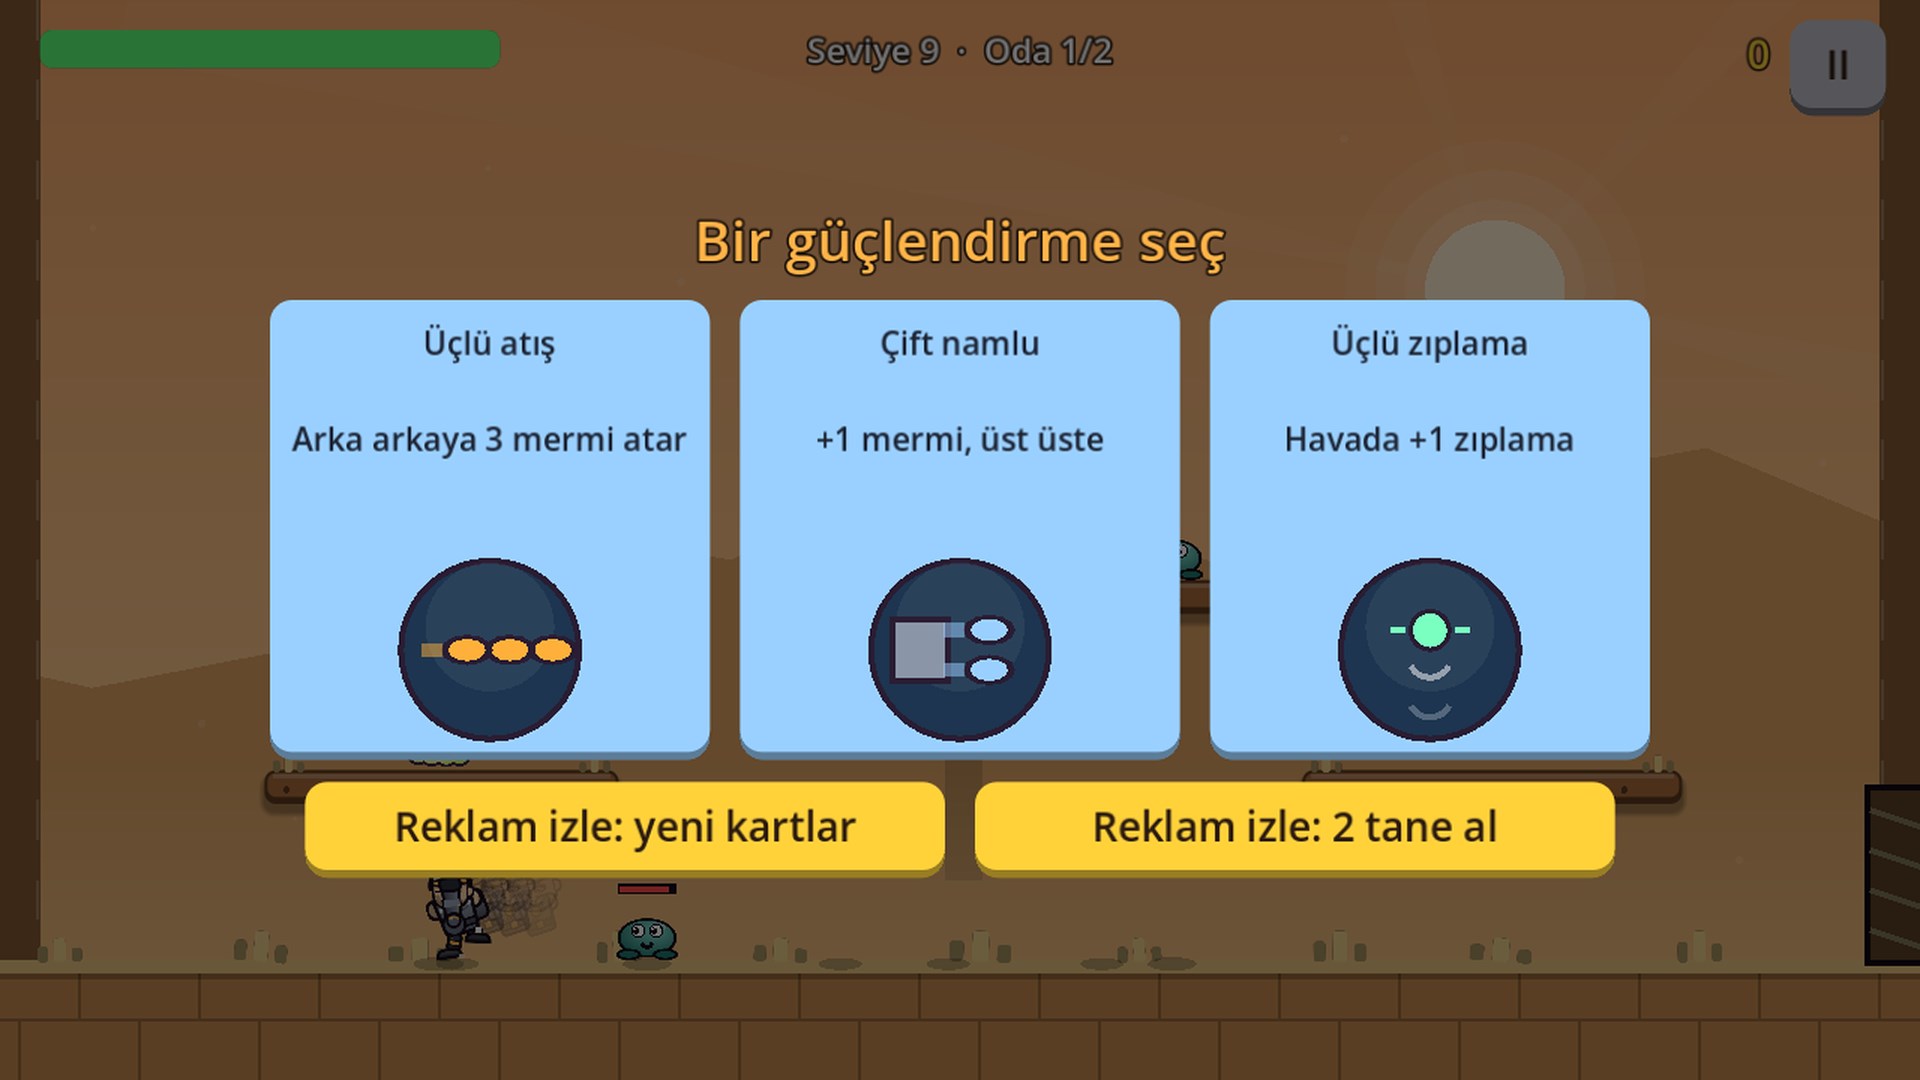 Seviye 9 · Oda 1/2
0
Bir güçlendirme seç
Üçlü atış
Arka arkaya 3 mermi atar
Çift namlu
+1 mermi, üst üste
Üçlü zıplama
Havada +1 zıplama
Reklam izle: yeni kartlar
Reklam izle: 2 tane al